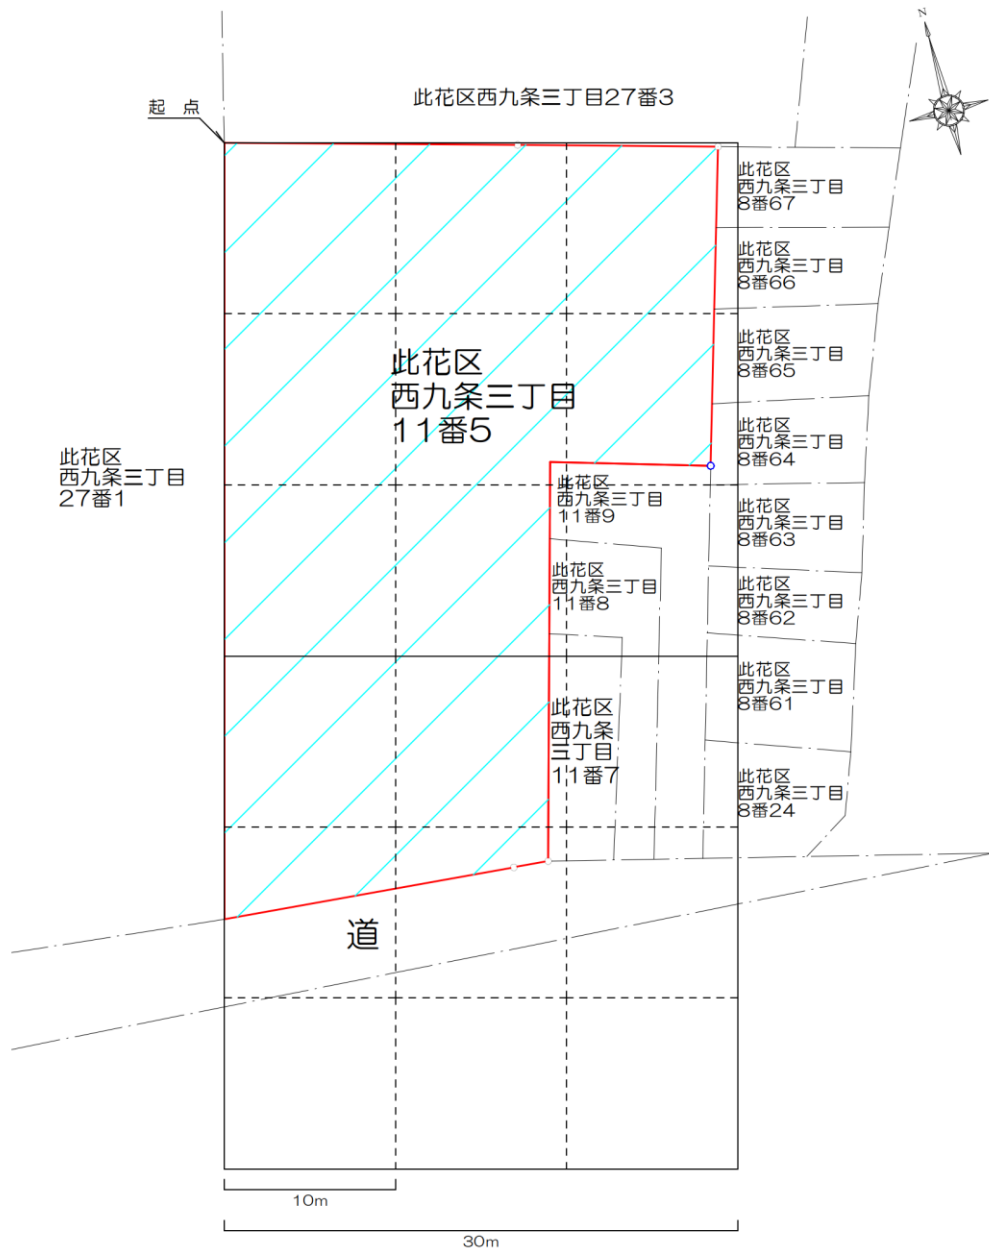 N
此花区西九条三丁目27番3
起 点
此花区
西九条三丁目
8番67
此花区
西九条三丁目
8番66
此花区
西九条三丁目
8番65
此花区
西九条三丁目
11番5
此花区
西九条三丁目
8番64
此花区
西九条三丁目
27番1
此花区
西九条三丁目
11番9
此花区
西九条三丁目
8番63
此花区
西九条三丁目
11番8
此花区
西九条三丁目
8番62
此花区
西九条三丁目
8番61
此花区
西九条
三丁目
11番7
此花区
西九条三丁目
8番24
道
10m
30m